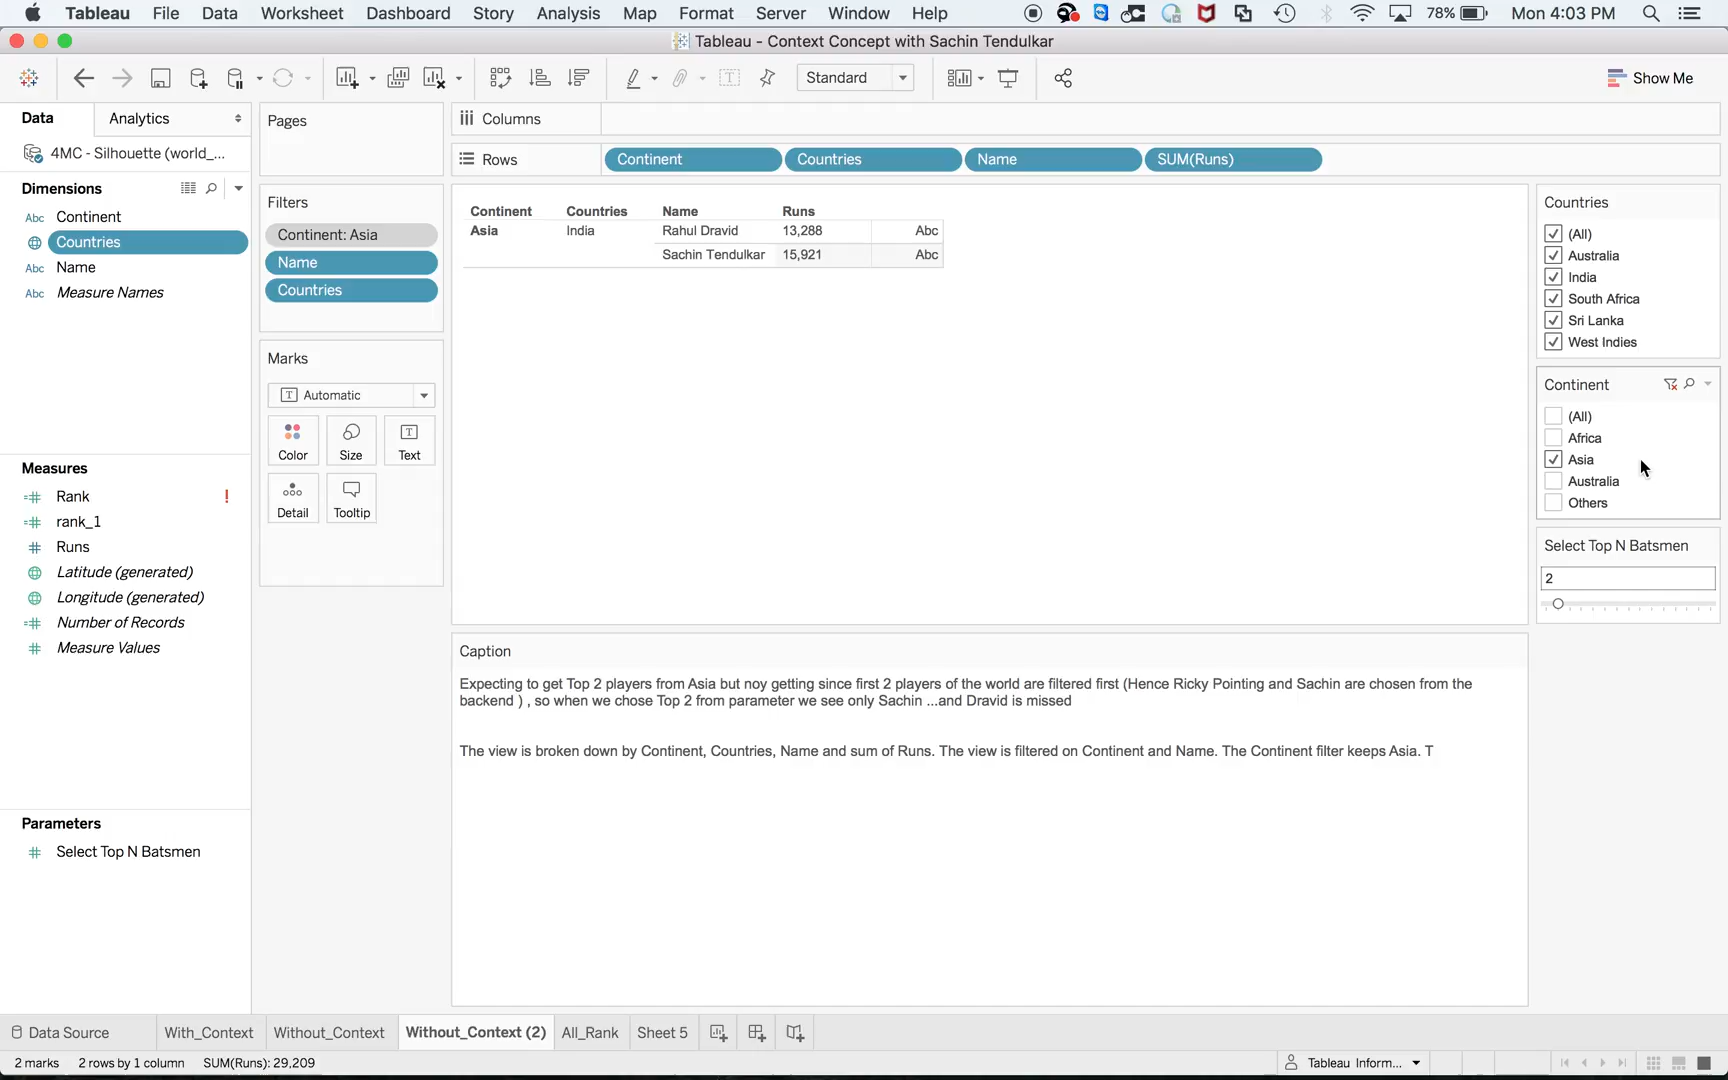 Tableau File Data Worksheet Dashboard Story Analysis Map Format Server Window Help 78% Mon 4:03 PM
Tableau - Context Concept with Sachin Tendulkar
Standard
Show Me
Data Analytics
4MC - Silhouette (world_...
Dimensions
Abc Continent
Countries
Abc Name
Abc Measure Names
Measures
Rank !
rank_1
Runs
Latitude (generated)
Longitude (generated)
Number of Records
Measure Values
Parameters
Select Top N Batsmen
Pages
Filters
Continent: Asia
Name
Countries
Marks
Automatic
Color Size Text
Detail Tooltip
Columns
Rows Continent Countries Name SUM(Runs)
Continent Countries Name Runs
Asia India Rahul Dravid 13,288 Abc
Sachin Tendulkar 15,921 Abc
Caption
Expecting to get Top 2 players from Asia but noy getting since first 2 players of the world are filtered first (Hence Ricky Pointing and Sachin are chosen from the
backend ) , so when we chose Top 2 from parameter we see only Sachin ...and Dravid is missed
The view is broken down by Continent, Countries, Name and sum of Runs. The view is filtered on Continent and Name. The Continent filter keeps Asia. T
Countries
(All)
Australia
India
South Africa
Sri Lanka
West Indies
Continent
(All)
Africa
Asia
Australia
Others
Select Top N Batsmen
2
Data Source With_Context Without_Context Without_Context (2) All_Rank Sheet 5
2 marks 2 rows by 1 column SUM(Runs): 29,209 Tableau Inform...